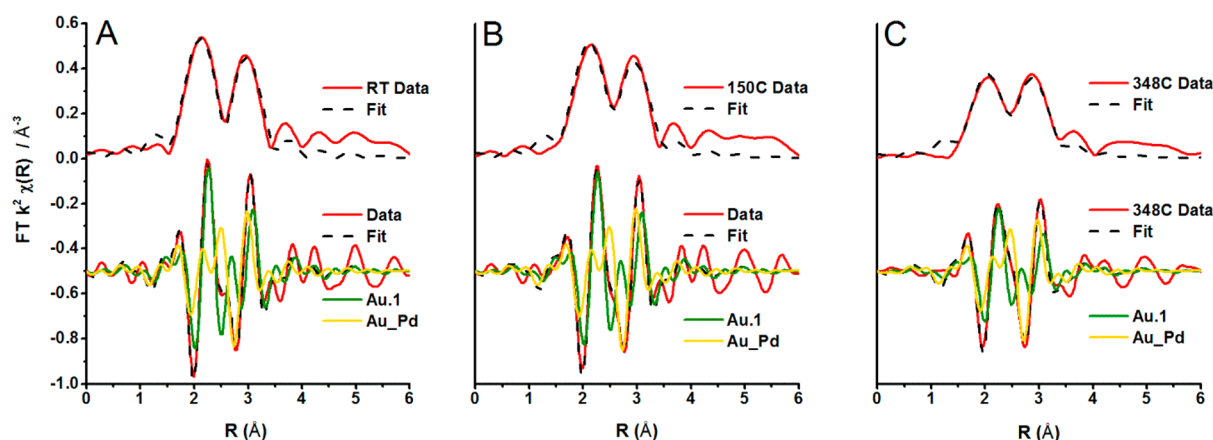 A
B
C
0.6
0.4
0.2
0.0
-0.2
-0.4
-0.6
-0.8
-1.0
FT k² χ(R) / Å⁻³
RT Data
Fit
Data
Fit
Au.1
Au_Pd
0 1 2 3 4 5 6
R (Å)
150C Data
Fit
Data
Fit
Au.1
Au_Pd
0 1 2 3 4 5 6
R (Å)
348C Data
Fit
348C Data
Fit
Au.1
Au_Pd
0 1 2 3 4 5 6
R (Å)